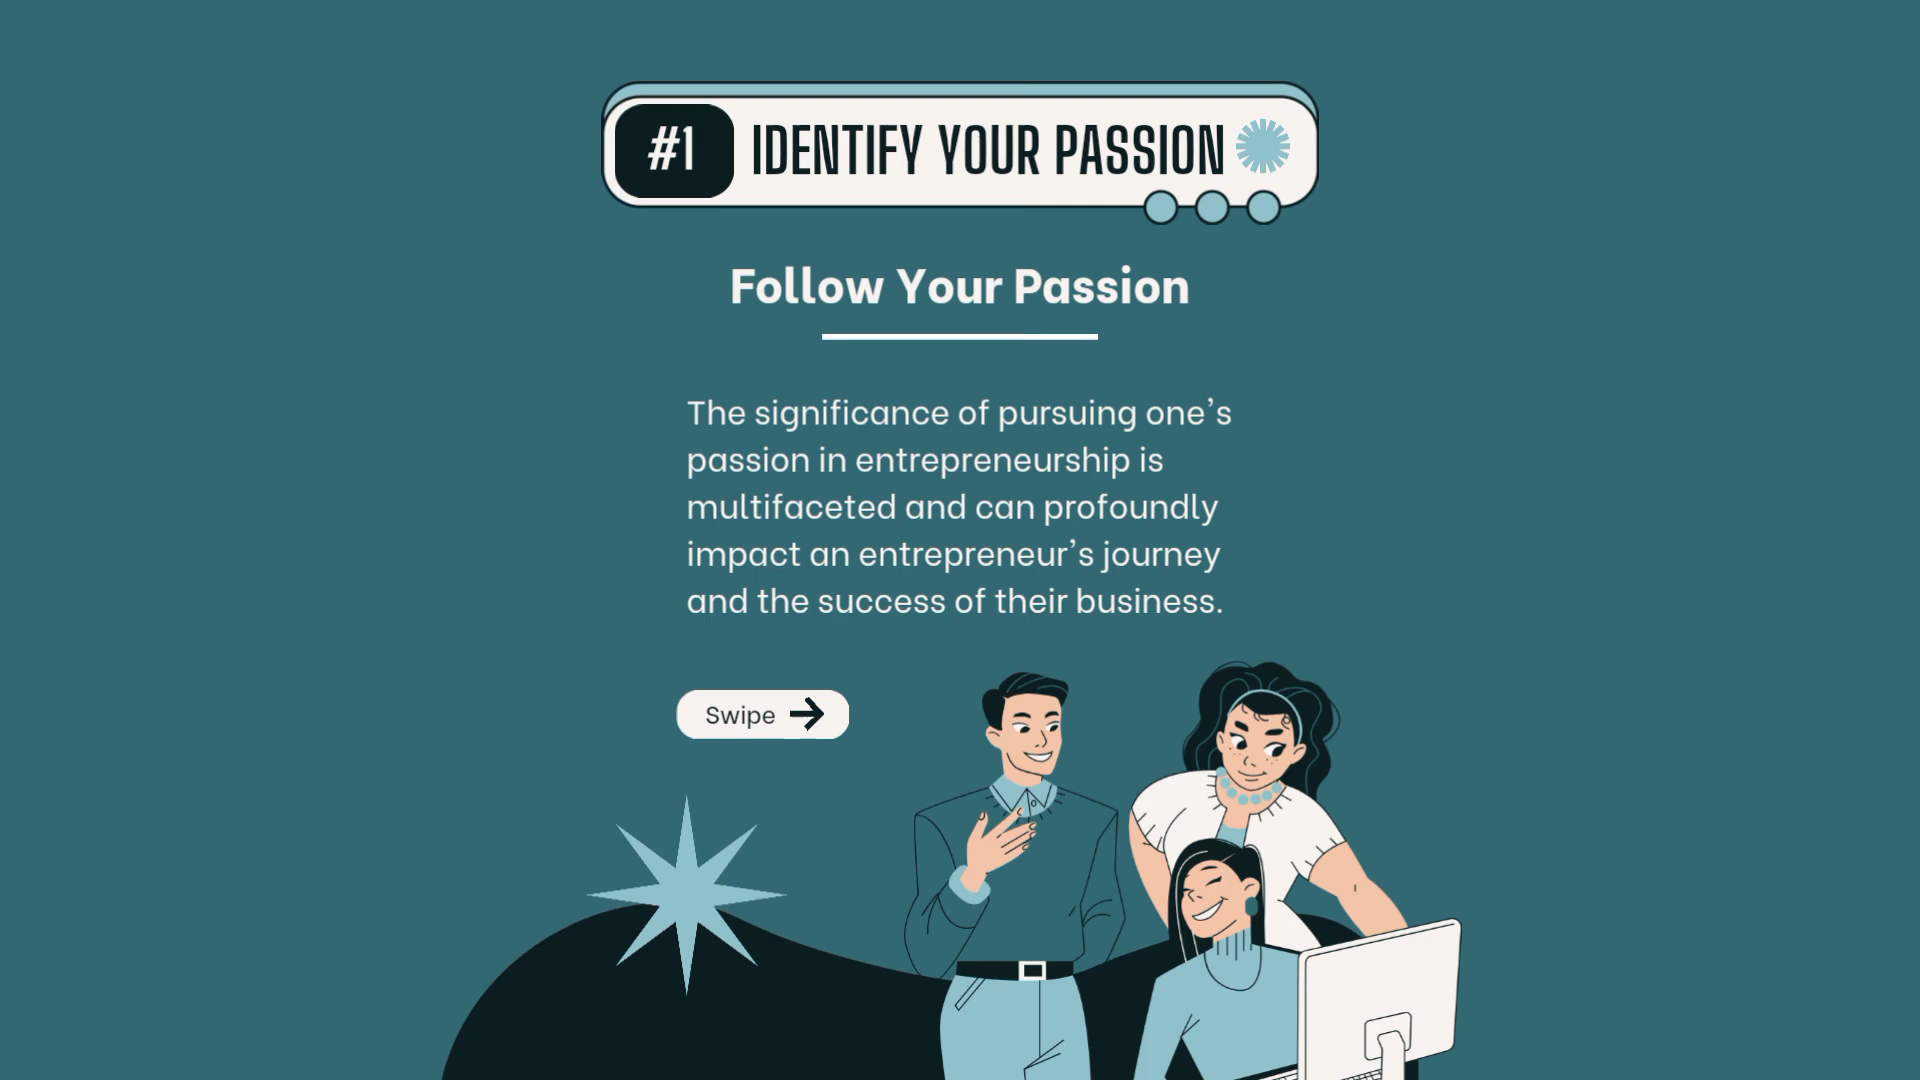 #1 IDENTIFY YOUR PASSION
Follow Your Passion
The significance of pursuing one’s
passion in entrepreneurship is
multifaceted and can profoundly
impact an entrepreneur’s journey
and the success of their business.
Swipe